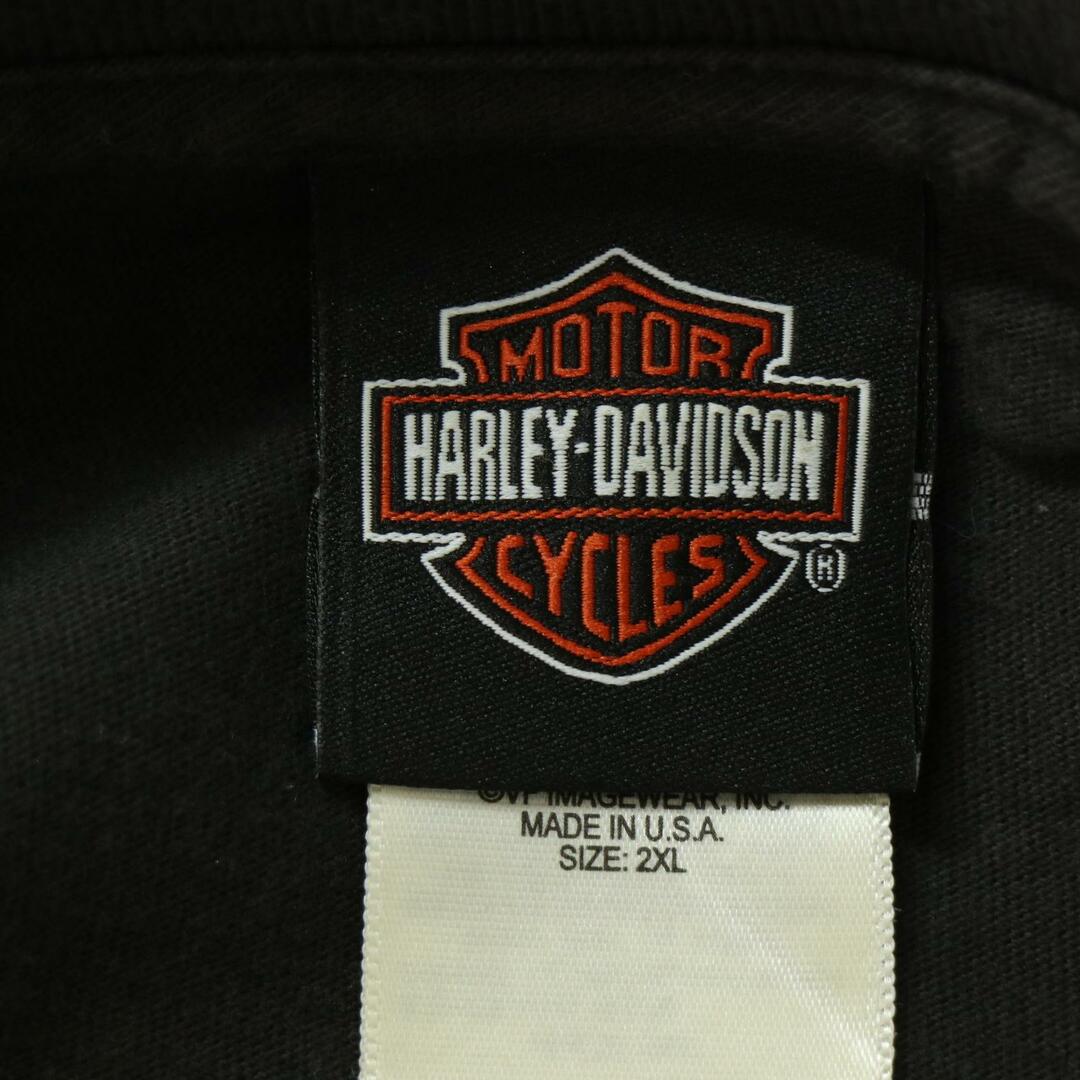 MOTOR
HARLEY-DAVIDSON
CYCLES
®
©VF IMAGEWEAR, INC.
MADE IN U.S.A.
SIZE: 2XL